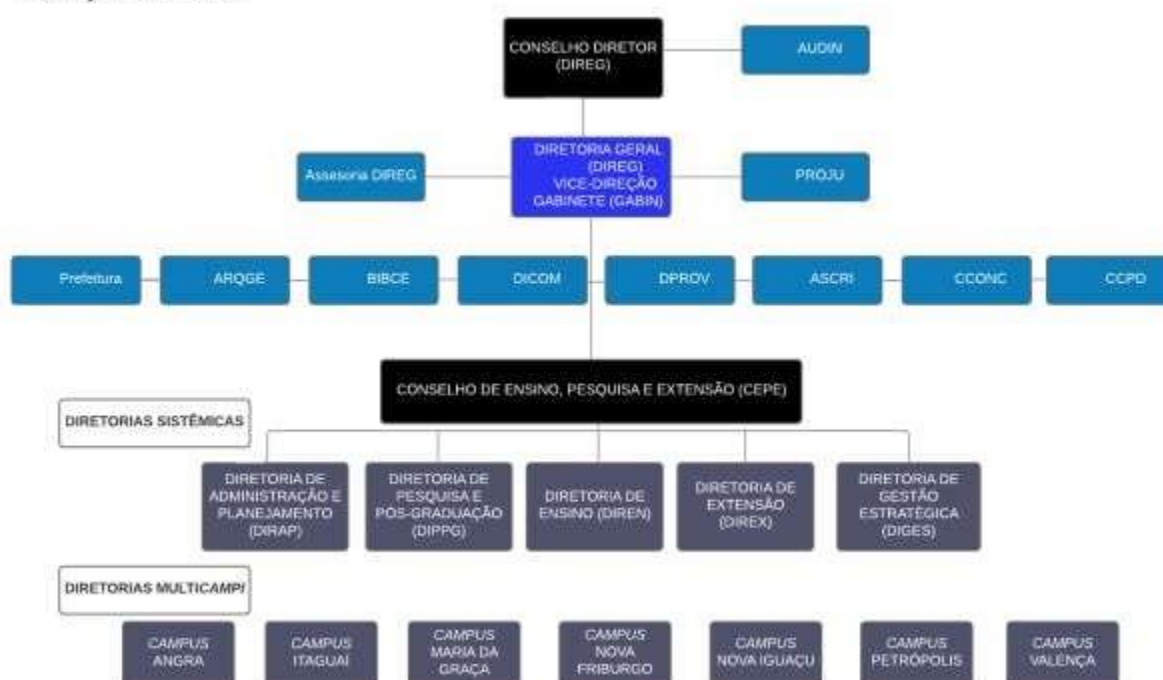 CONSELHO DIRETOR
(DIREG)
AUDIN
Assesoria DIREG
DIRETORIA GERAL
(DIREG)
VICE-DIREÇÃO
GABINETE (GABIN)
PROJU
Prefeitura
ARQGE
BIBCE
DICOM
DPROV
ASCRI
CCONC
CCPD
CONSELHO DE ENSINO, PESQUISA E EXTENSÃO (CEPE)
DIRETORIAS SISTÊMICAS
DIRETORIA DE
ADMINISTRAÇÃO E
PLANEJAMENTO
(DIRAP)
DIRETORIA DE
PESQUISA E
PÓS-GRADUAÇÃO
(DIPPG)
DIRETORIA DE
ENSINO (DIREN)
DIRETORIA DE
EXTENSÃO
(DIREX)
DIRETORIA DE
GESTÃO
ESTRATÉGICA
(DIGES)
DIRETORIAS MULTICAMPI
CAMPUS
ANGRA
CAMPUS
ITAGUAI
CAMPUS
MARIA DA
GRAÇA
CAMPUS
NOVA
FRIBURGO
CAMPUS
NOVA IGUAÇU
CAMPUS
PETRÓPOLIS
CAMPUS
VALENÇA